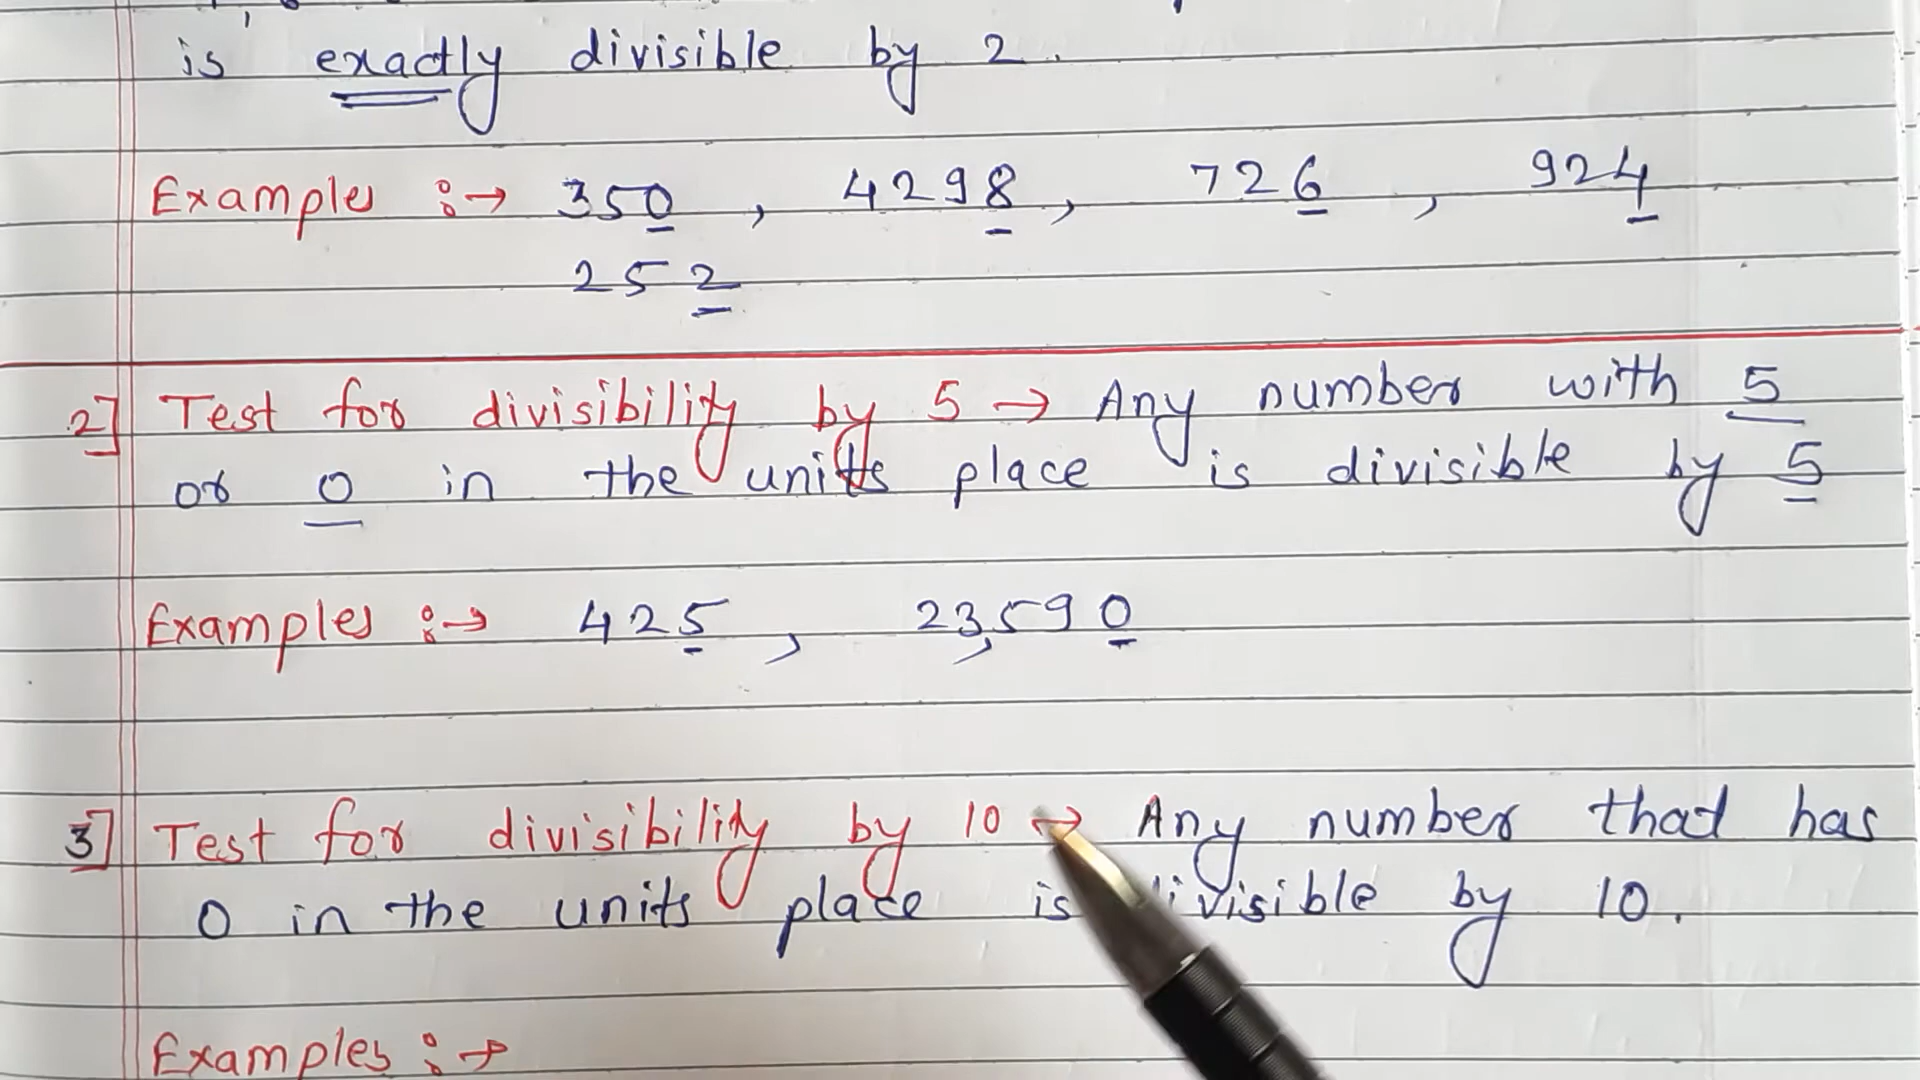 is exactly divisible by 2.
Examples :→ 350 , 4298 , 726 , 924
252
2] Test for divisibility by 5 → Any number with 5
or 0 in the units place is divisible by 5
Examples :→ 425 , 23,590
3] Test for divisibility by 10 → Any number that has
0 in the units place is divisible by 10.
Examples :→